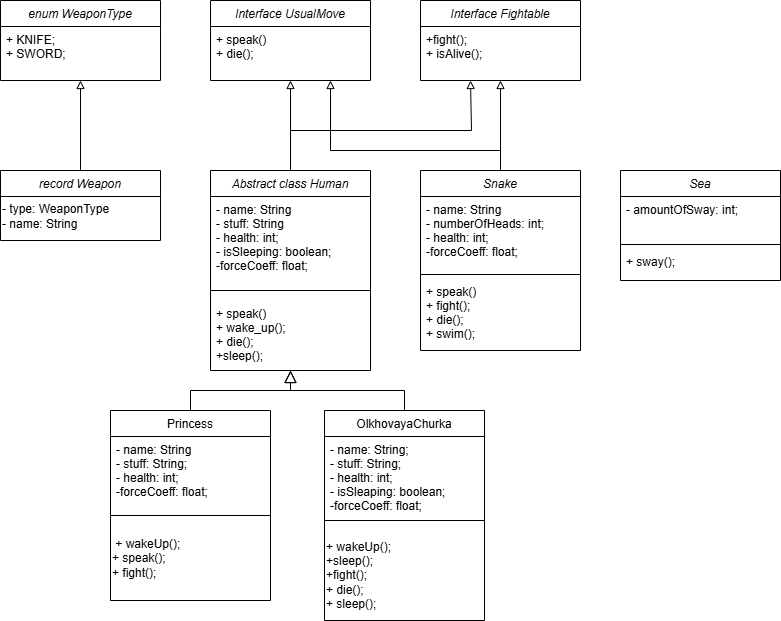 enum WeaponType
+ KNIFE;
+ SWORD;
Interface UsualMove
+ speak()
+ die();
Interface Fightable
+fight();
+ isAlive();
record Weapon
- type: WeaponType
- name: String
Abstract class Human
- name: String
- stuff: String
- health: int;
- isSleeping: boolean;
-forceCoeff: float;
+ speak()
+ wake_up();
+ die();
+sleep();
Snake
- name: String
- numberOfHeads: int;
- health: int;
-forceCoeff: float;
+ speak()
+ fight();
+ die();
+ swim();
Sea
- amountOfSway: int;
+ sway();
Princess
- name: String
- stuff: String;
- health: int;
-forceCoeff: float;
+ wakeUp();
+ speak();
+ fight();
OlkhovayaChurka
- name: String;
- stuff: String;
- health: int;
- isSleaping: boolean;
-forceCoeff: float;
+ wakeUp();
+sleep();
+fight();
+ die();
+ sleep();